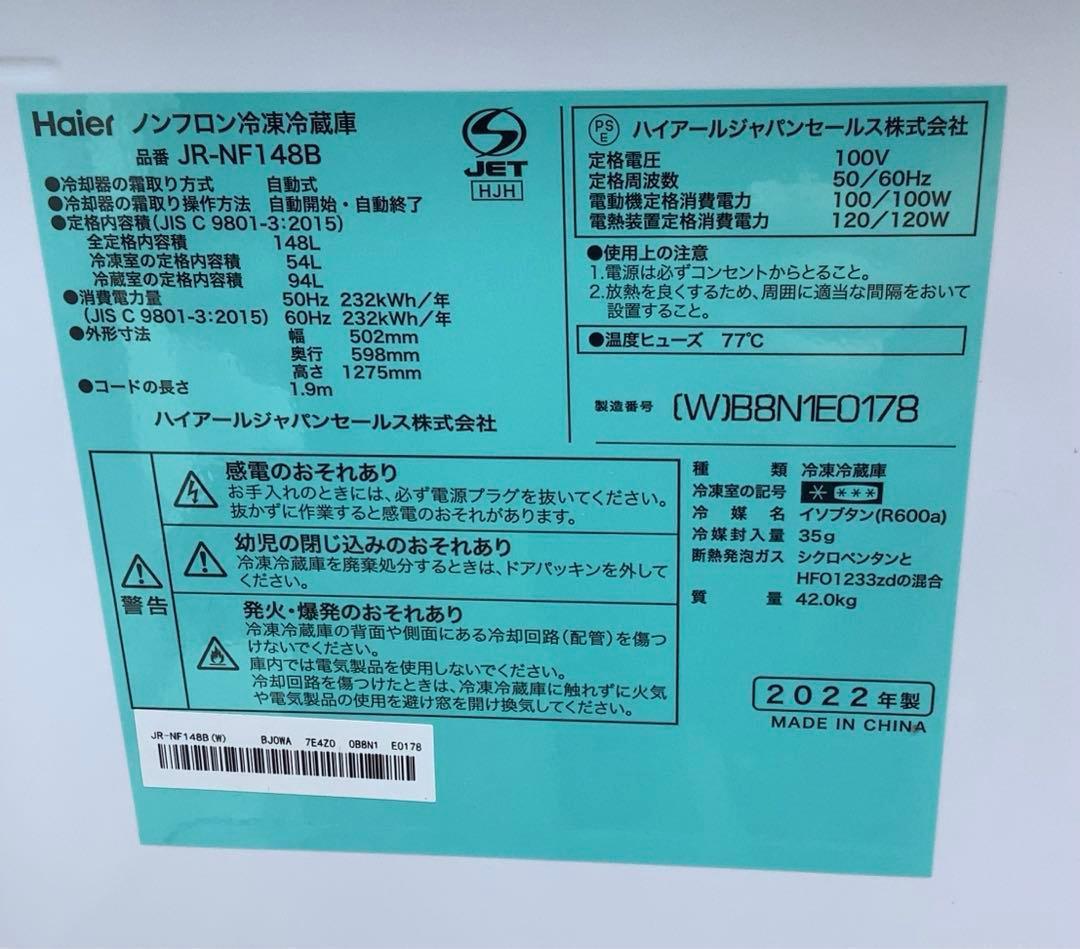 Haier ノンフロン冷凍冷蔵庫
品番 JR-NF148B
●冷却器の霜取り方式 自動式
●冷却器の霜取り操作方法 自動開始・自動終了
●定格内容積(JIS C 9801-3:2015)
全定格内容積 148L
冷凍室の定格内容積 54L
冷蔵室の定格内容積 94L
●消費電力量 50Hz 232kWh/年
(JIS C 9801-3:2015) 60Hz 232kWh/年
●外形寸法 幅 502mm
奥行 598mm
高さ 1275mm
●コードの長さ 1.9m
ハイアールジャパンセールス株式会社
S
JET
HJH
PS
E ハイアールジャパンセールス株式会社
定格電圧 100V
定格周波数 50/60Hz
電動機定格消費電力 100/100W
電熱装置定格消費電力 120/120W
●使用上の注意
1.電源は必ずコンセントからとること。
2.放熱を良くするため、周囲に適当な間隔をおいて
設置すること。
●温度ヒューズ 77℃
製造番号 (W)B8N1E0178
警告
感電のおそれあり
お手入れのときには、必ず電源プラグを抜いてください。
抜かずに作業すると感電のおそれがあります。
幼児の閉じ込みのおそれあり
冷凍冷蔵庫を廃棄処分するときは、ドアパッキンを外して
ください。
発火・爆発のおそれあり
冷凍冷蔵庫の背面や側面にある冷却回路(配管)を傷つ
けないでください。
庫内では電気製品を使用しないでください。
冷却回路を傷つけたときは、冷凍冷蔵庫に触れずに火気
や電気製品の使用を避け窓を開け換気してください。
種類 冷凍冷蔵庫
冷凍室の記号 * ***
冷媒名 イソブタン(R600a)
冷媒封入量 35g
断熱発泡ガス シクロペンタンと
HFO1233zdの混合
質量 42.0kg
2022年製
MADE IN CHINA
JR-NF148B(W) BJ0WA 7E4Z0 0B8N1 E0178